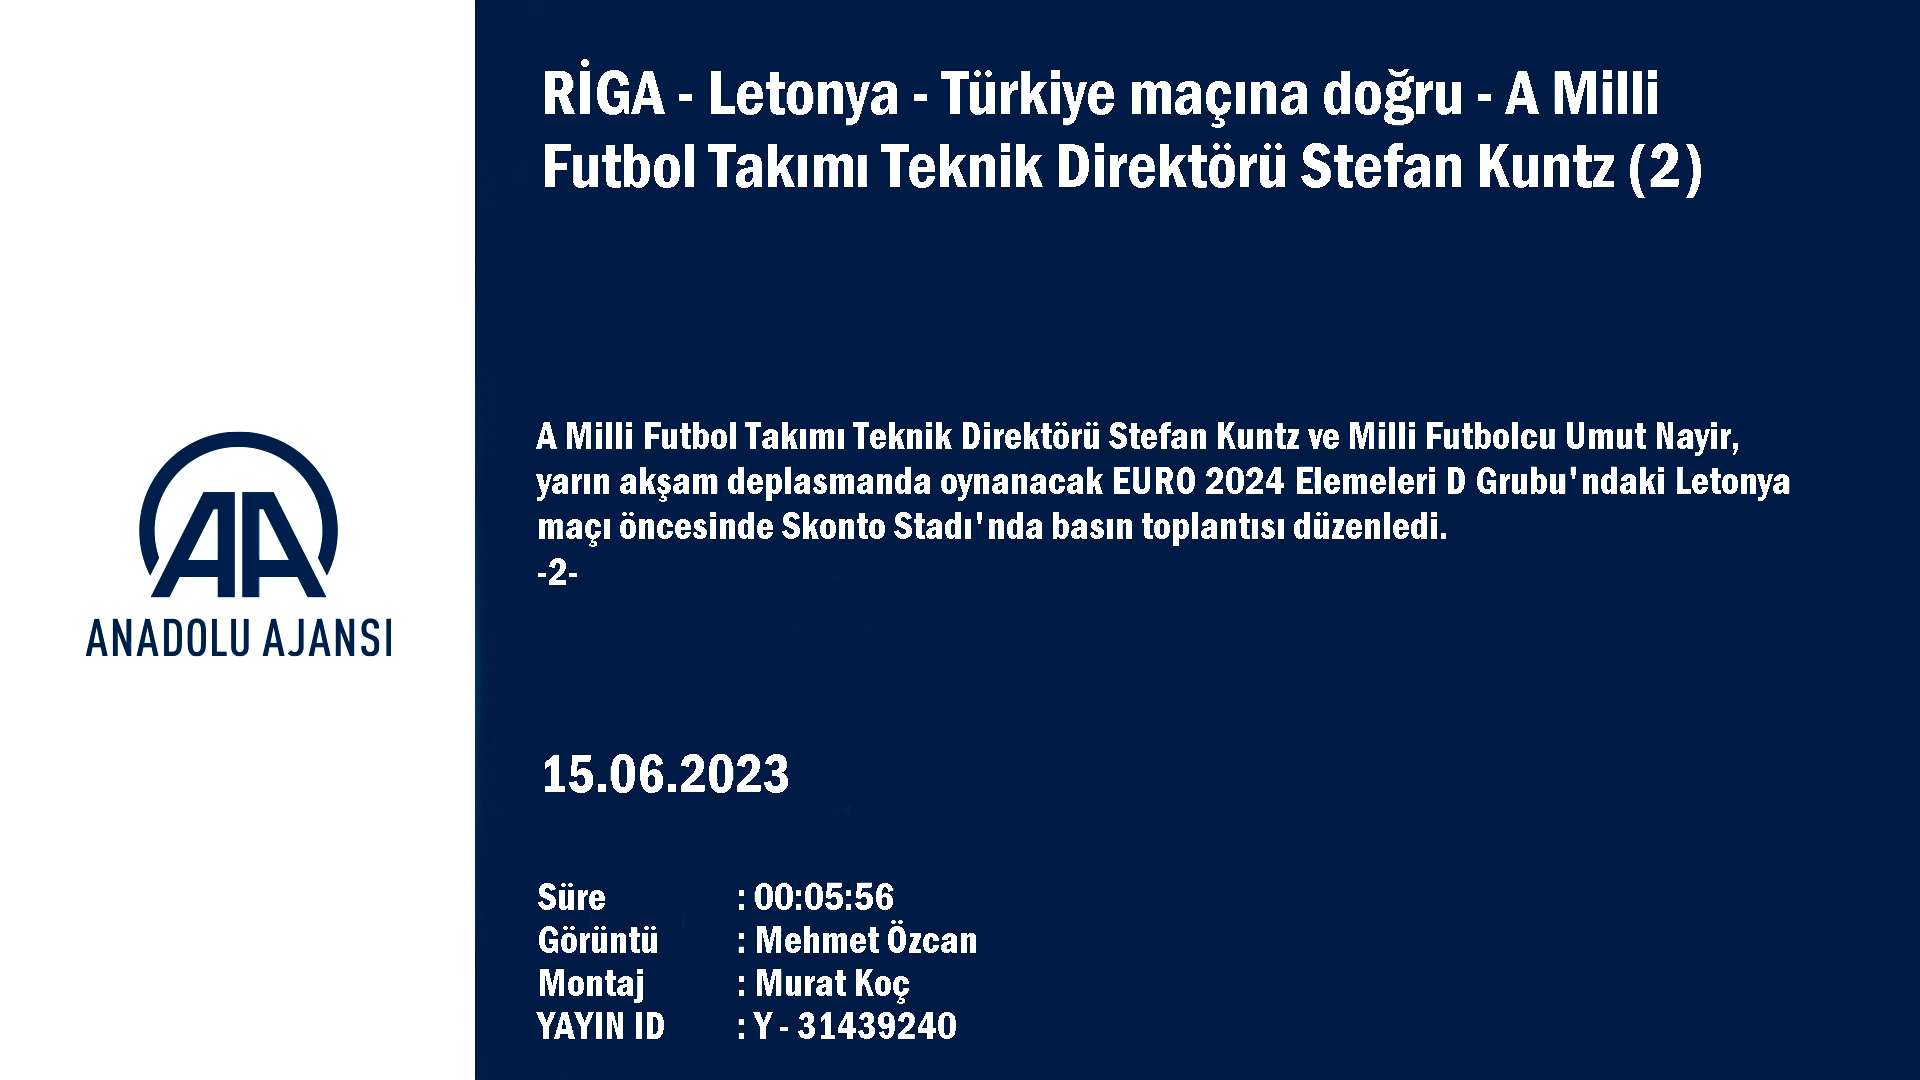 RİGA - Letonya - Türkiye maçına doğru - A Milli
Futbol Takımı Teknik Direktörü Stefan Kuntz (2)
A Milli Futbol Takımı Teknik Direktörü Stefan Kuntz ve Milli Futbolcu Umut Nayir,
yarın akşam deplasmanda oynanacak EURO 2024 Elemeleri D Grubu'ndaki Letonya
maçı öncesinde Skonto Stadı'nda basın toplantısı düzenledi.
-2-
AA
ANADOLU AJANSI
15.06.2023
Süre : 00:05:56
Görüntü : Mehmet Özcan
Montaj : Murat Koç
YAYIN ID : Y - 31439240